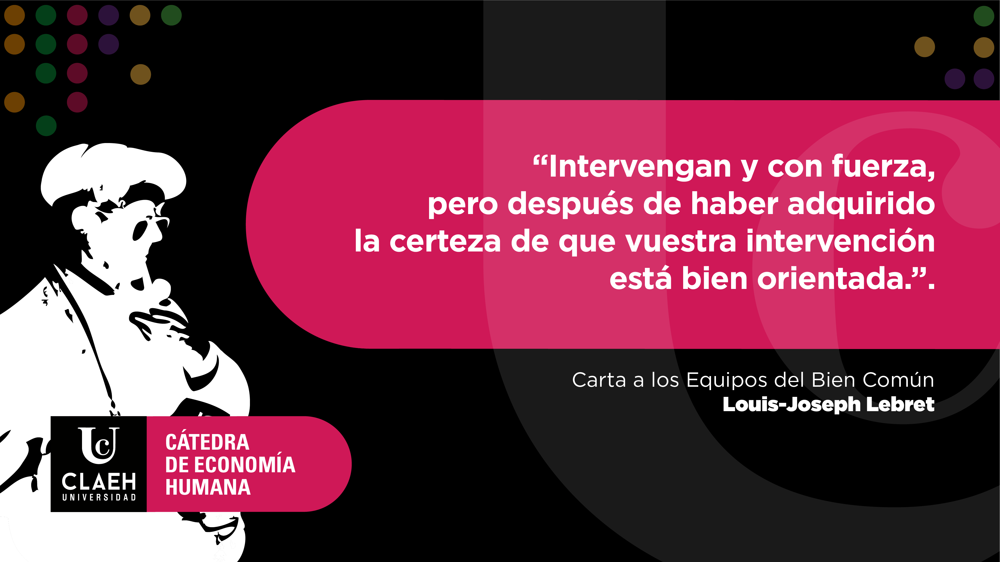 “Intervengan y con fuerza,
pero después de haber adquirido
la certeza de que vuestra intervención
está bien orientada.”.
Carta a los Equipos del Bien Común
Louis-Joseph Lebret
UC
CLAEH
UNIVERSIDAD
CÁTEDRA
DE ECONOMÍA
HUMANA